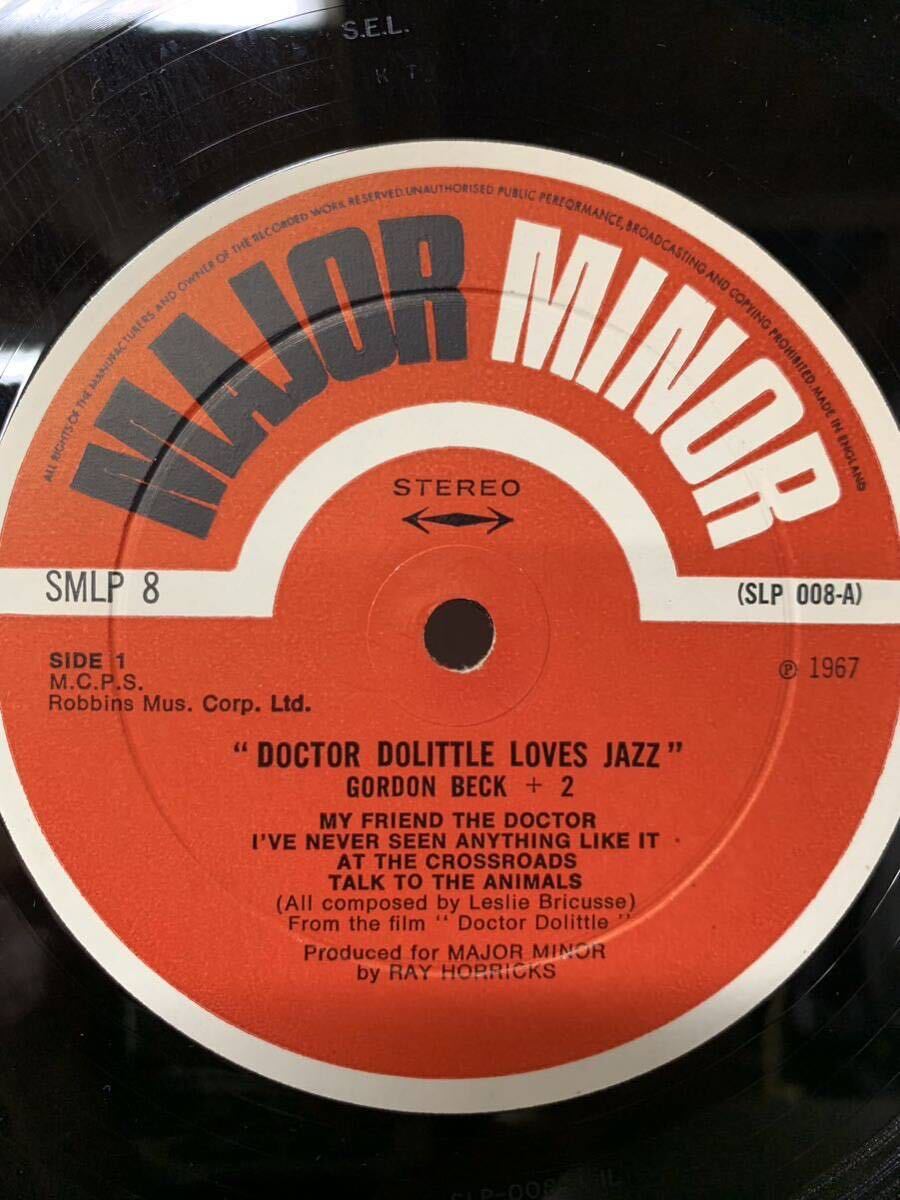 S.E.L.
K T
ALL RIGHTS OF THE MANUFACTURERS AND OWNER OF THE RECORDED WORK RESERVED. UNAUTHORISED PUBLIC PERFORMANCE, BROADCASTING AND COPYING PROHIBITED. MADE IN ENGLAND
MAJOR MINOR
STEREO
SMLP 8
(SLP 008-A)
SIDE 1
M.C.P.S.
Robbins Mus. Corp. Ltd.
℗ 1967
"DOCTOR DOLITTLE LOVES JAZZ"
GORDON BECK + 2
MY FRIEND THE DOCTOR
I'VE NEVER SEEN ANYTHING LIKE IT
AT THE CROSSROADS
TALK TO THE ANIMALS
(All composed by Leslie Bricusse)
From the film "Doctor Dolittle"
Produced for MAJOR MINOR
by RAY HORRICKS